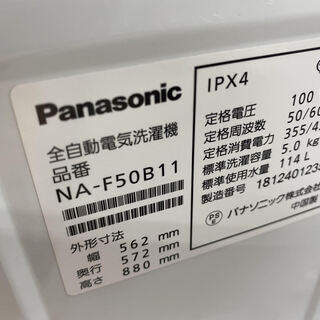 Panasonic
全自動電気洗濯機
品番
NA-F50B11
外形寸法
幅 562 mm
奥行 572 mm
高さ 880 mm
IPX4
定格電圧 100
定格周波数 50/60
定格消費電力 355/43
標準洗濯容量 5.0 kg
標準使用水量 114 L
製造番号 181240123
PS E パナソニック株式会
中国製